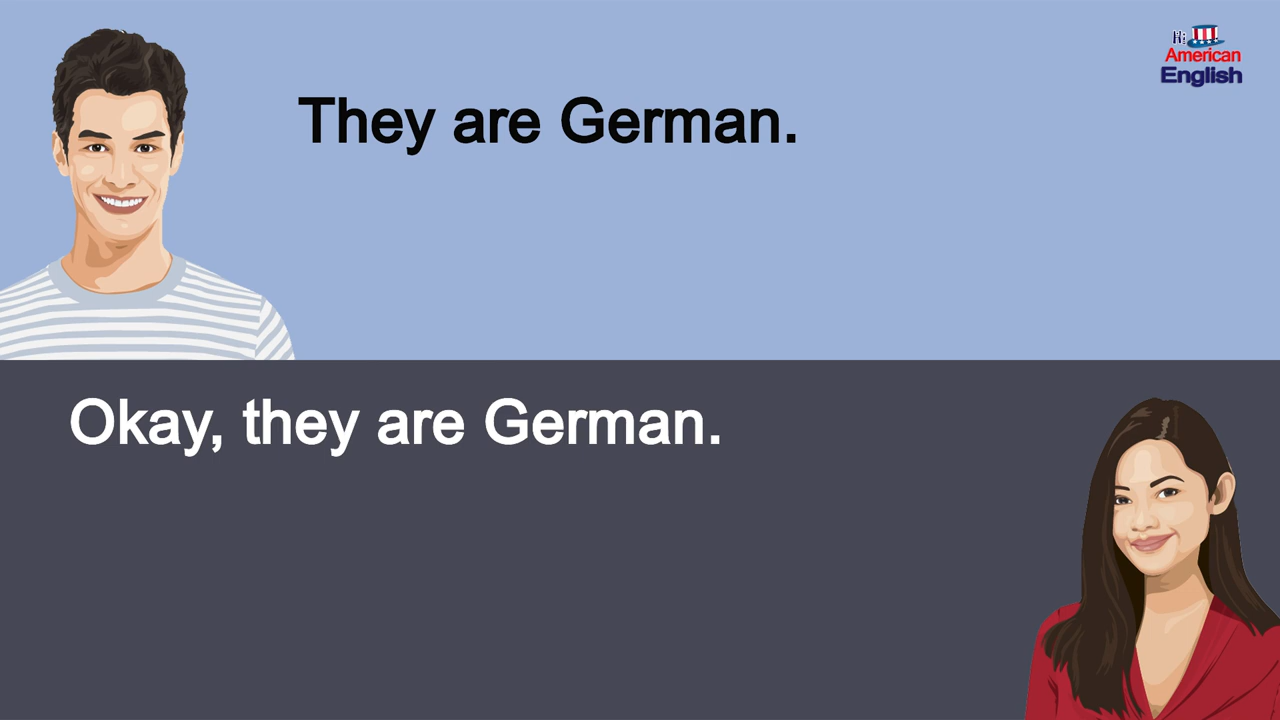 Hi
American
English
They are German.
Okay, they are German.